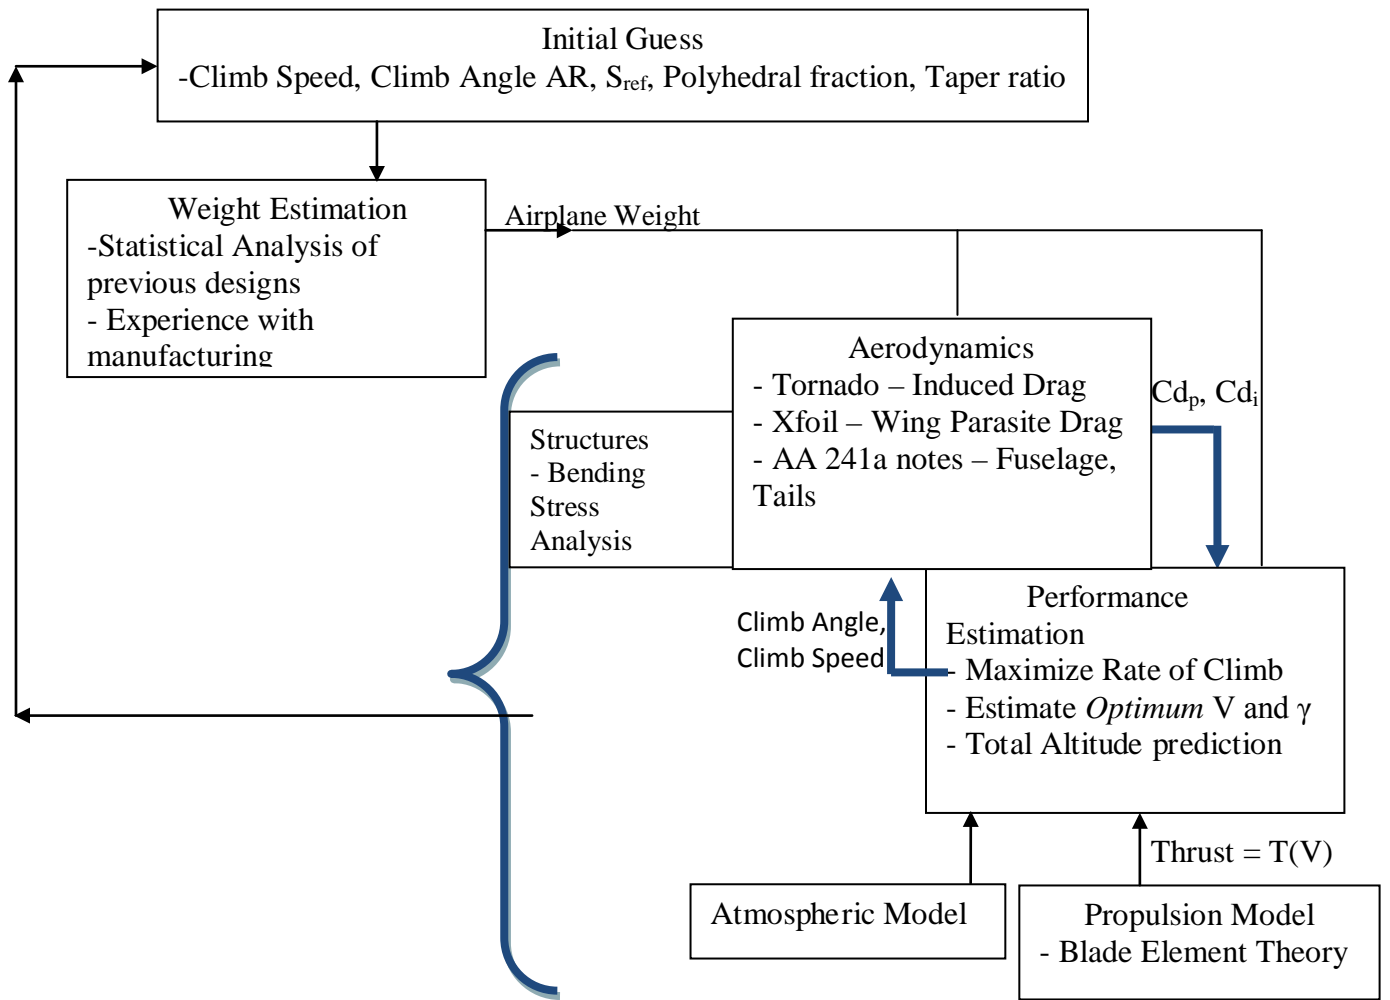 Initial Guess
-Climb Speed, Climb Angle AR, Sref, Polyhedral fraction, Taper ratio
Weight Estimation
-Statistical Analysis of
previous designs
- Experience with
manufacturing
Airplane Weight
Aerodynamics
- Tornado – Induced Drag
- Xfoil – Wing Parasite Drag
- AA 241a notes – Fuselage,
Tails
Cdp, Cdi
Structures
- Bending
Stress
Analysis
Climb Angle,
Climb Speed
Performance
Estimation
- Maximize Rate of Climb
- Estimate Optimum V and γ
- Total Altitude prediction
Thrust = T(V)
Atmospheric Model
Propulsion Model
- Blade Element Theory